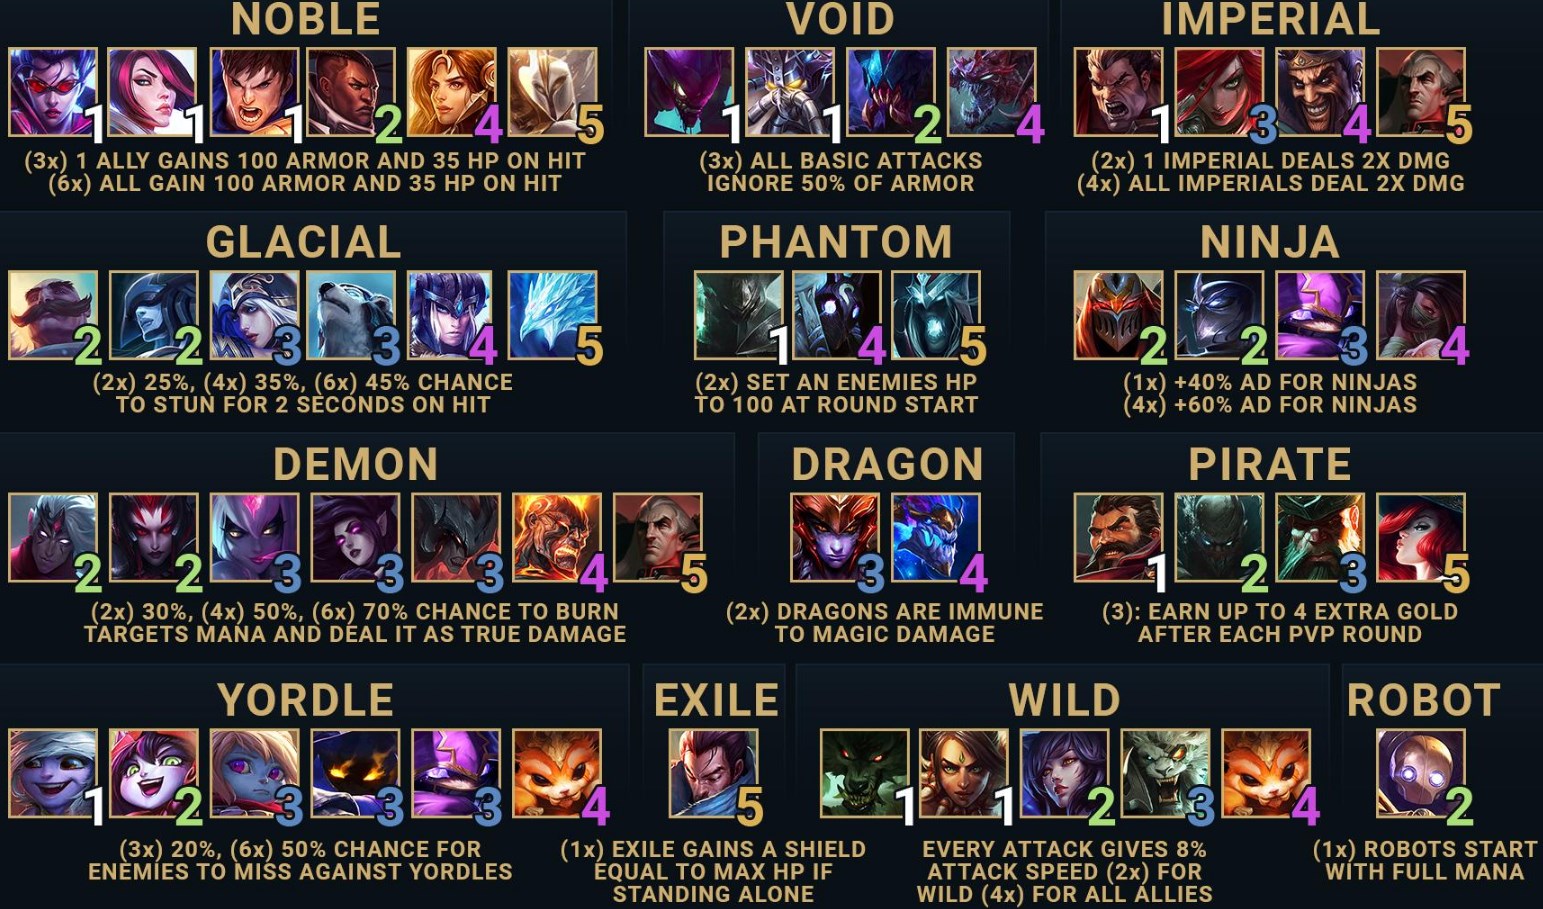 NOBLE
1 1 1 2 4 5
(3x) 1 ALLY GAINS 100 ARMOR AND 35 HP ON HIT
(6x) ALL GAIN 100 ARMOR AND 35 HP ON HIT
VOID
1 1 2 4
(3x) ALL BASIC ATTACKS
IGNORE 50% OF ARMOR
IMPERIAL
1 3 4 5
(2x) 1 IMPERIAL DEALS 2X DMG
(4x) ALL IMPERIALS DEAL 2X DMG
GLACIAL
2 2 3 3 4 5
(2x) 25%, (4x) 35%, (6x) 45% CHANCE
TO STUN FOR 2 SECONDS ON HIT
PHANTOM
1 4 5
(2x) SET AN ENEMIES HP
TO 100 AT ROUND START
NINJA
2 2 3 4
(1x) +40% AD FOR NINJAS
(4x) +60% AD FOR NINJAS
DEMON
2 2 3 3 3 4 5
(2x) 30%, (4x) 50%, (6x) 70% CHANCE TO BURN
TARGETS MANA AND DEAL IT AS TRUE DAMAGE
DRAGON
3 4
(2x) DRAGONS ARE IMMUNE
TO MAGIC DAMAGE
PIRATE
1 2 3 5
(3): EARN UP TO 4 EXTRA GOLD
AFTER EACH PVP ROUND
YORDLE
1 2 3 3 3 4
(3x) 20%, (6x) 50% CHANCE FOR
ENEMIES TO MISS AGAINST YORDLES
EXILE
5
(1x) EXILE GAINS A SHIELD
EQUAL TO MAX HP IF
STANDING ALONE
WILD
1 1 2 3 4
EVERY ATTACK GIVES 8%
ATTACK SPEED (2x) FOR
WILD (4x) FOR ALL ALLIES
ROBOT
2
(1x) ROBOTS START
WITH FULL MANA